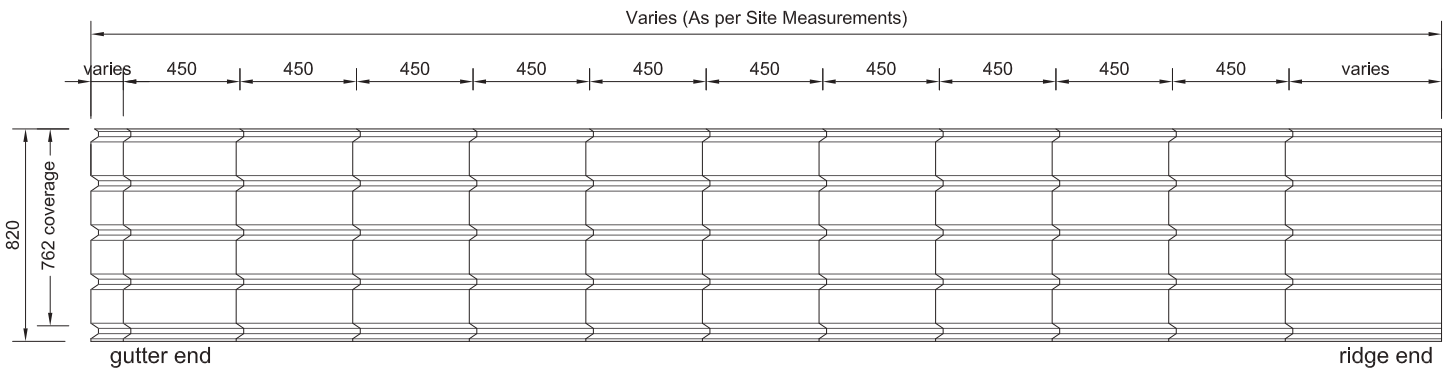 Varies (As per Site Measurements)
varies 450 450 450 450 450 450 450 450 450 450 varies
820
762 coverage
gutter end
ridge end